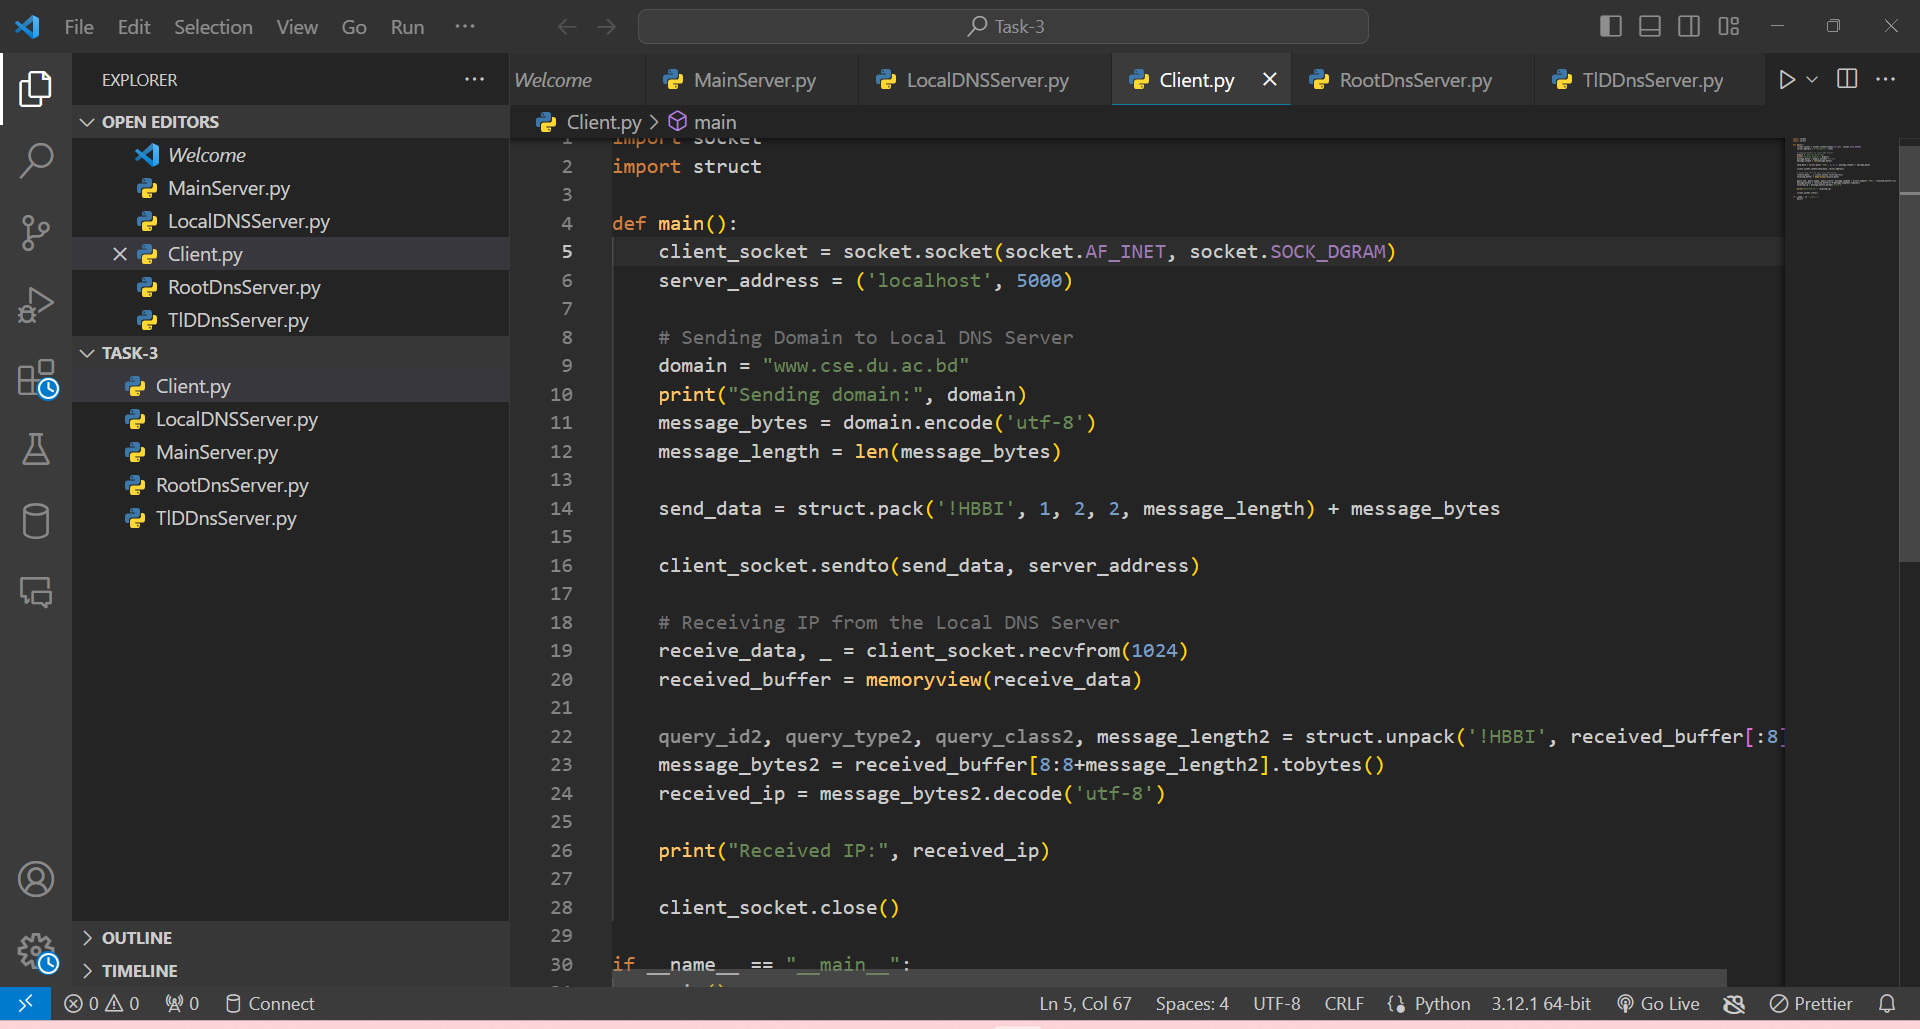 File Edit Selection View Go Run ··· Task-3
EXPLORER ···
OPEN EDITORS
Welcome
MainServer.py
LocalDNSServer.py
Client.py
RootDnsServer.py
TlDDnsServer.py
TASK-3
Client.py
LocalDNSServer.py
MainServer.py
RootDnsServer.py
TlDDnsServer.py
OUTLINE
TIMELINE
Welcome MainServer.py LocalDNSServer.py Client.py RootDnsServer.py TlDDnsServer.py
Client.py > main
1 import socket
2 import struct
3
4 def main():
5 client_socket = socket.socket(socket.AF_INET, socket.SOCK_DGRAM)
6 server_address = ('localhost', 5000)
7
8 # Sending Domain to Local DNS Server
9 domain = "www.cse.du.ac.bd"
10 print("Sending domain:", domain)
11 message_bytes = domain.encode('utf-8')
12 message_length = len(message_bytes)
13
14 send_data = struct.pack('!HBBI', 1, 2, 2, message_length) + message_bytes
15
16 client_socket.sendto(send_data, server_address)
17
18 # Receiving IP from the Local DNS Server
19 receive_data, _ = client_socket.recvfrom(1024)
20 received_buffer = memoryview(receive_data)
21
22 query_id2, query_type2, query_class2, message_length2 = struct.unpack('!HBBI', received_buffer[:8]
23 message_bytes2 = received_buffer[8:8+message_length2].tobytes()
24 received_ip = message_bytes2.decode('utf-8')
25
26 print("Received IP:", received_ip)
27
28 client_socket.close()
29
30 if __name__ == "__main__":
0 0 0 Connect Ln 5, Col 67 Spaces: 4 UTF-8 CRLF Python 3.12.1 64-bit Go Live Prettier